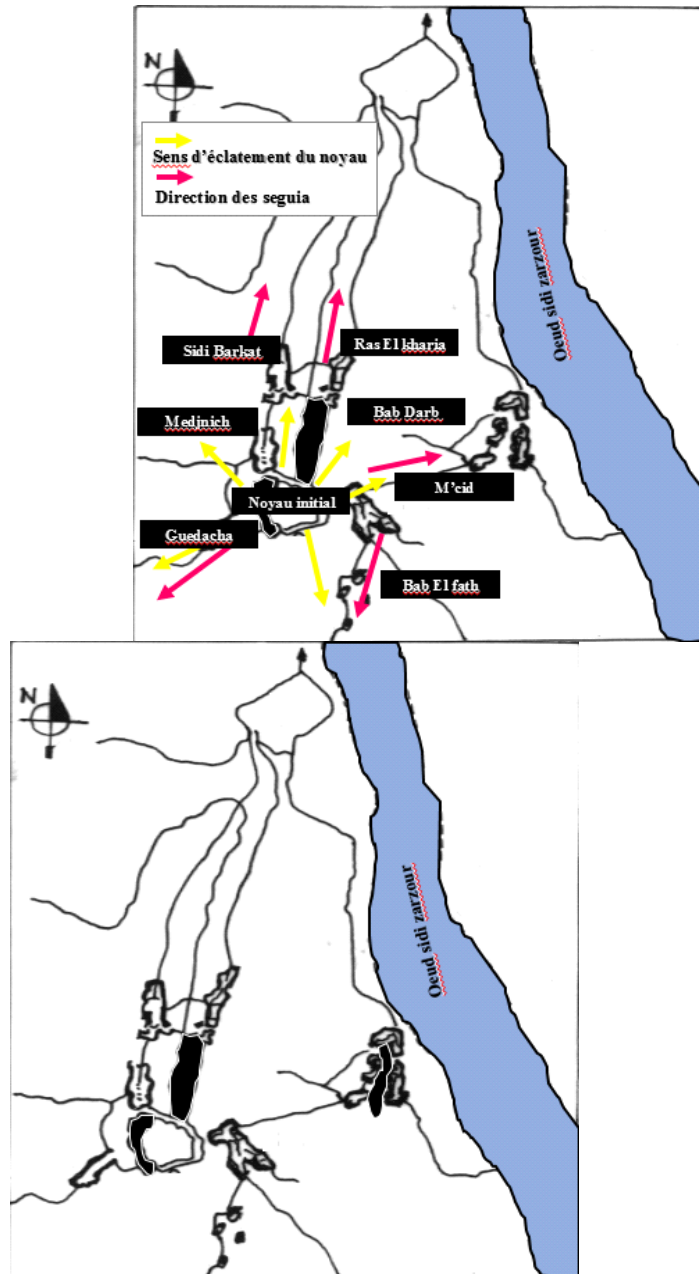 N
Sens d'éclatement du noyau
Direction des seguia
Oeud sidi zarzour
Sidi Barkat
Ras El kharia
Medjnich
Bab Darb
Noyau initial
M'cid
Guedacha
Bab El fath
N
Oeud sidi zarzour